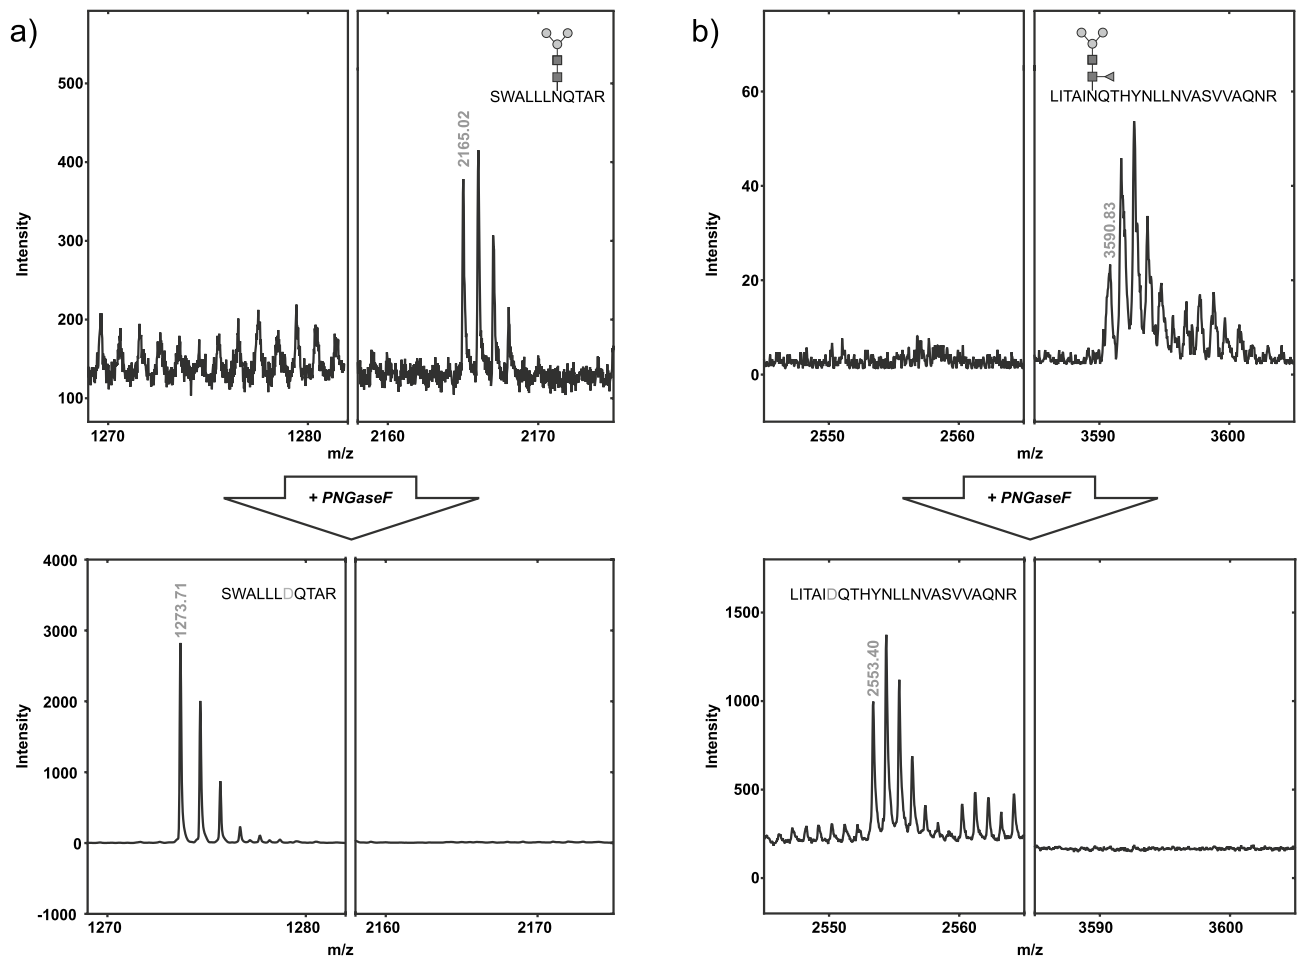 a)
500
400
300
200
100
Intensity
2165.02
SWALLLNQTAR
1270
1280
2160
2170
m/z
+ PNGaseF
4000
3000
2000
1000
0
-1000
Intensity
1273.71
SWALLLDQTAR
1270
1280
2160
2170
m/z
b)
60
40
20
0
Intensity
3590.83
LITAINQTHYNLLNVASVVAQNR
2550
2560
3590
3600
m/z
+ PNGaseF
1500
1000
500
0
Intensity
2553.40
LITAIDQTHYNLLNVASVVAQNR
2550
2560
3590
3600
m/z